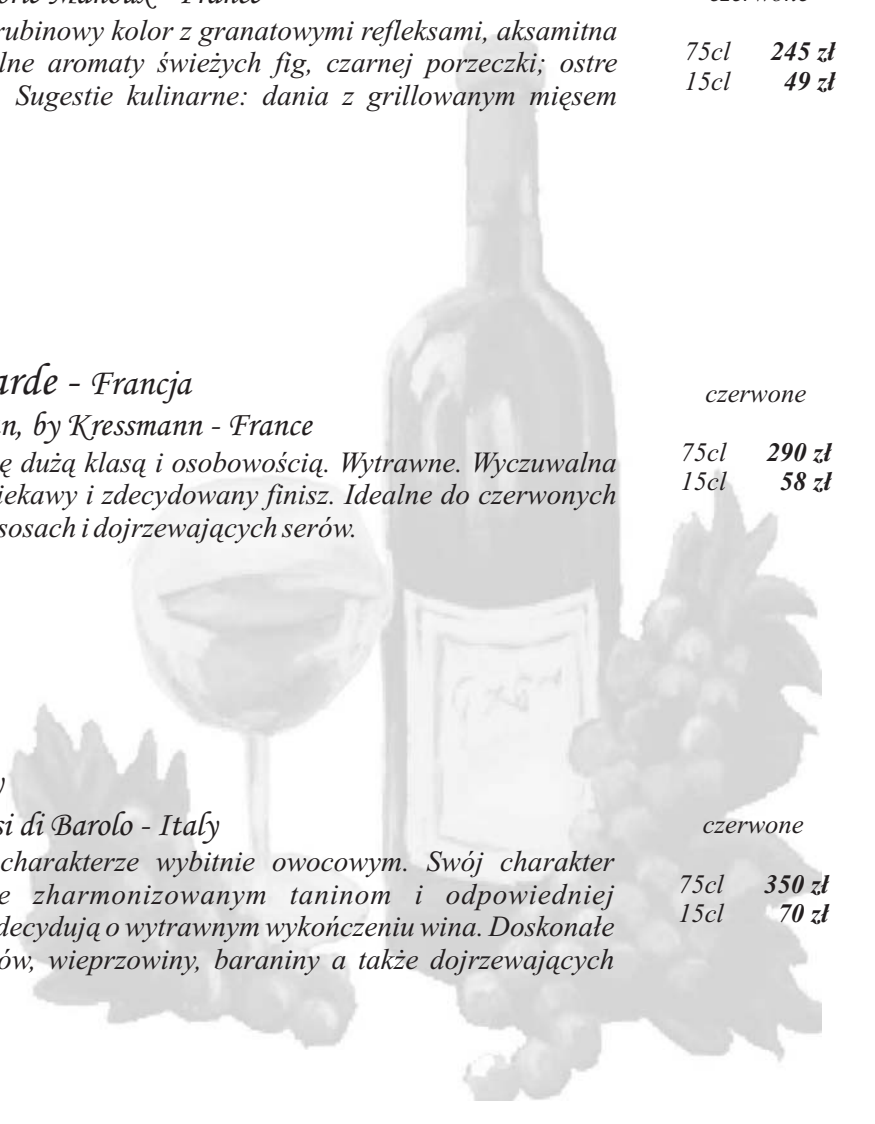 France
czerwone
rubinowy kolor z granatowymi refleksami, aksamitna
75cl 245 zł
lne aromaty świeżych fig, czarnej porzeczki; ostre
15cl 49 zł
Sugestie kulinarne: dania z grillowanym mięsem
arde - Francja
czerwone
n, by Kressmann - France
ę dużą klasą i osobowością. Wytrawne. Wyczuwalna
75cl 290 zł
iekawy i zdecydowany finisz. Idealne do czerwonych
15cl 58 zł
sosach i dojrzewających serów.
y
si di Barolo - Italy
czerwone
charakterze wybitnie owocowym. Swój charakter
75cl 350 zł
e zharmonizowanym taninom i odpowiedniej
15cl 70 zł
decydują o wytrawnym wykończeniu wina. Doskonałe
ów, wieprzowiny, baraniny a także dojrzewających